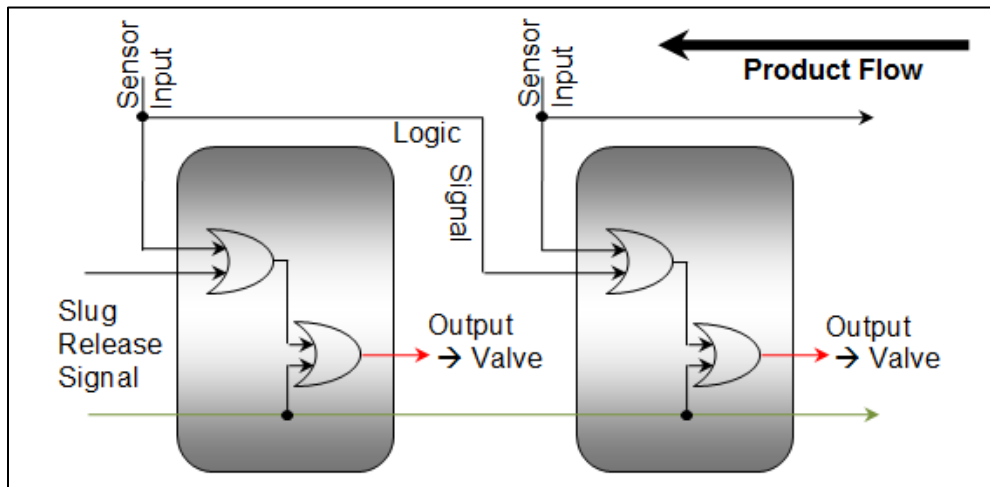 Sensor
Input
Sensor
Input
Product Flow
Logic
Signal
Slug
Release
Signal
Output
→ Valve
Output
→ Valve